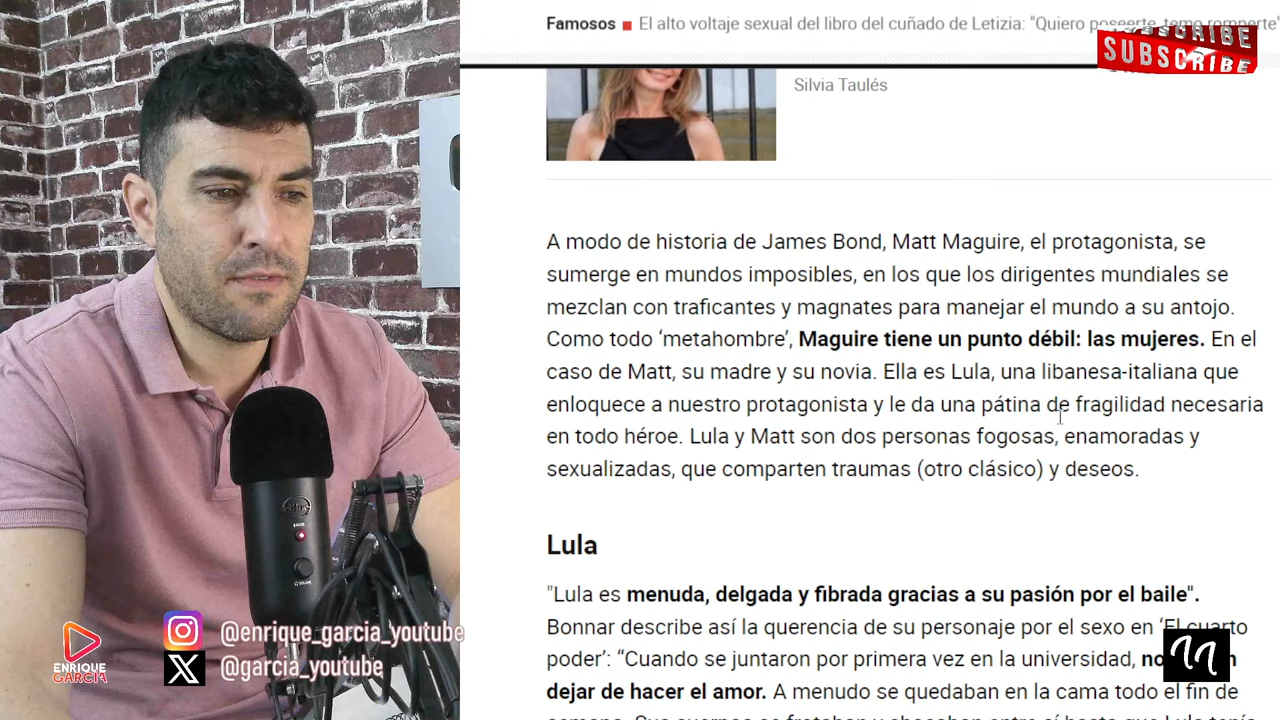 Famosos ■ El alto voltaje sexual del libro del cuñado de Letizia: "Quiero poseerte, temo romperte"
SUBSCRIBE
SUBSCRIBE
Silvia Taulés
A modo de historia de James Bond, Matt Maguire, el protagonista, se
sumerge en mundos imposibles, en los que los dirigentes mundiales se
mezclan con traficantes y magnates para manejar el mundo a su antojo.
Como todo ‘metahombre’, Maguire tiene un punto débil: las mujeres. En el
caso de Matt, su madre y su novia. Ella es Lula, una libanesa-italiana que
enloquece a nuestro protagonista y le da una pátina de fragilidad necesaria
en todo héroe. Lula y Matt son dos personas fogosas, enamoradas y
sexualizadas, que comparten traumas (otro clásico) y deseos.
Lula
"Lula es menuda, delgada y fibrada gracias a su pasión por el baile".
Bonnar describe así la querencia de su personaje por el sexo en ‘El cuarto
poder’: “Cuando se juntaron por primera vez en la universidad,
dejar de hacer el amor. A menudo se quedaban en la cama todo el fin de
ENRIQUE
GARCIA
@enrique_garcia_youtube
@garcia_youtube